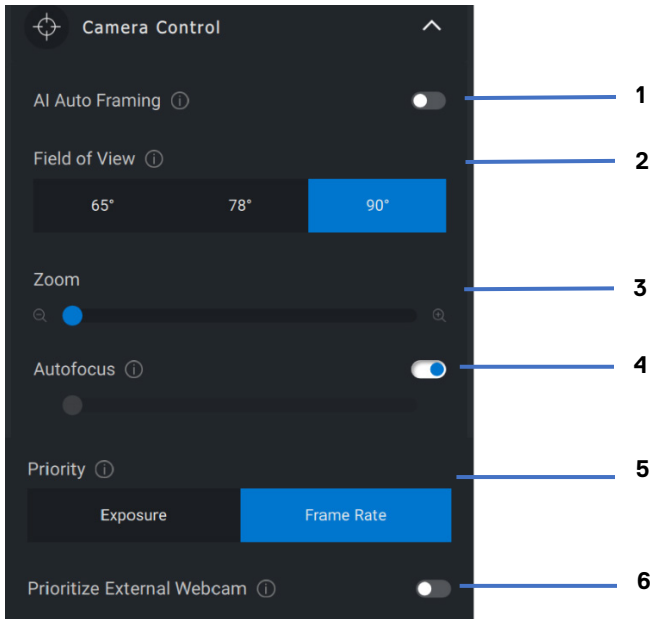 Camera Control
AI Auto Framing
1
Field of View
2
65° 78° 90°
Zoom
3
Autofocus
4
Priority
5
Exposure Frame Rate
Prioritize External Webcam
6